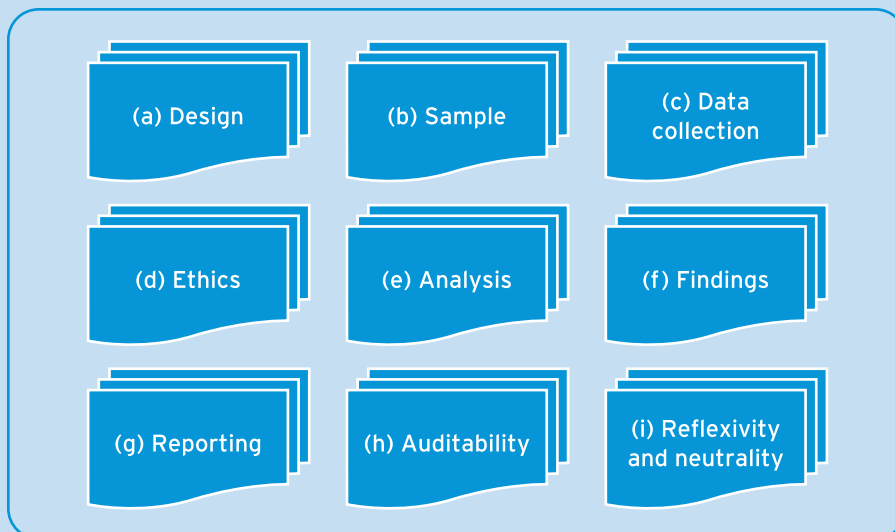 (a) Design
(b) Sample
(c) Data
collection
(d) Ethics
(e) Analysis
(f) Findings
(g) Reporting
(h) Auditability
(i) Reflexivity
and neutrality